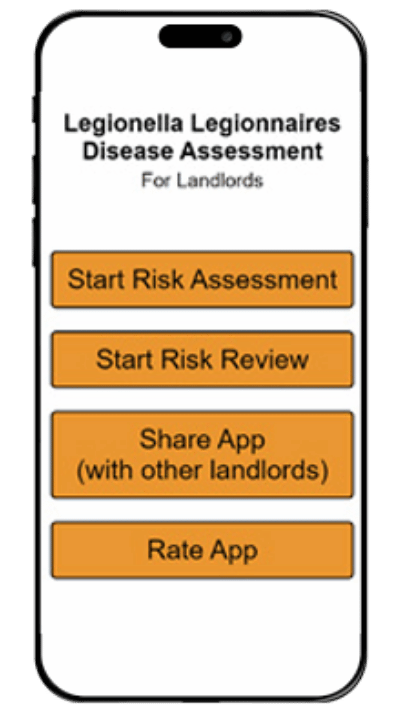 Legionella Legionnaires
Disease Assessment
For Landlords
Start Risk Assessment
Start Risk Review
Share App
(with other landlords)
Rate App